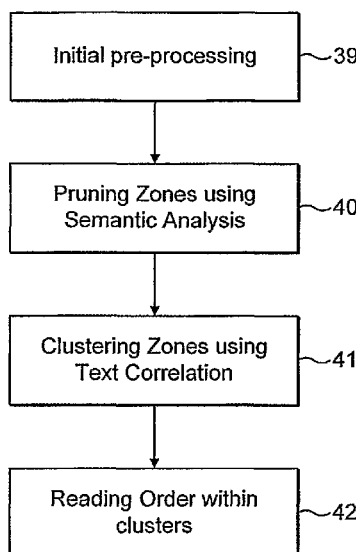 Initial pre-processing
39
Pruning Zones using
Semantic Analysis
40
Clustering Zones using
Text Correlation
41
Reading Order within
clusters
42